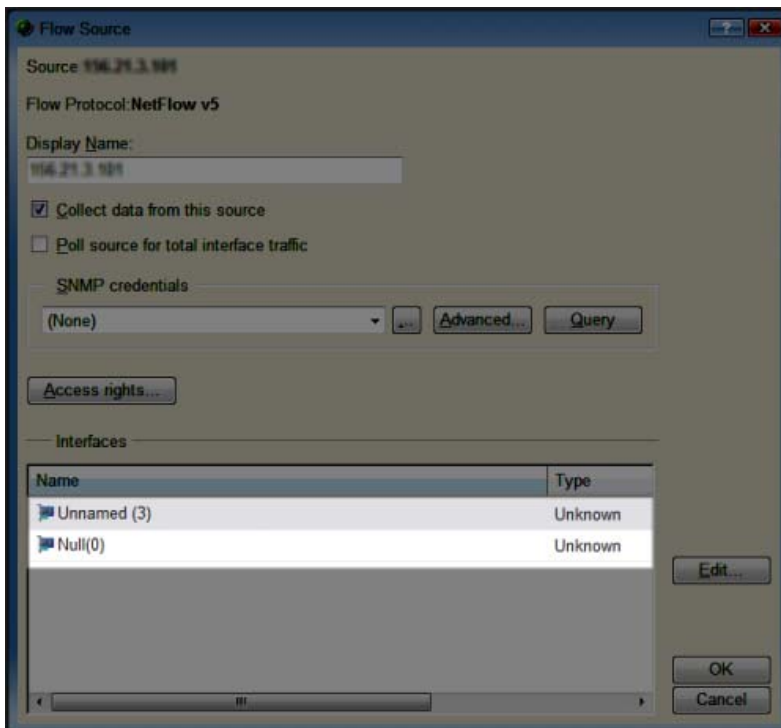 Flow Source
Source
Flow Protocol:NetFlow v5
Display Name:
Collect data from this source
Poll source for total interface traffic
SNMP credentials
(None)
...
Advanced...
Query
Access rights...
Interfaces
Name Type
Unnamed (3) Unknown
Null(0) Unknown
Edit...
OK
Cancel